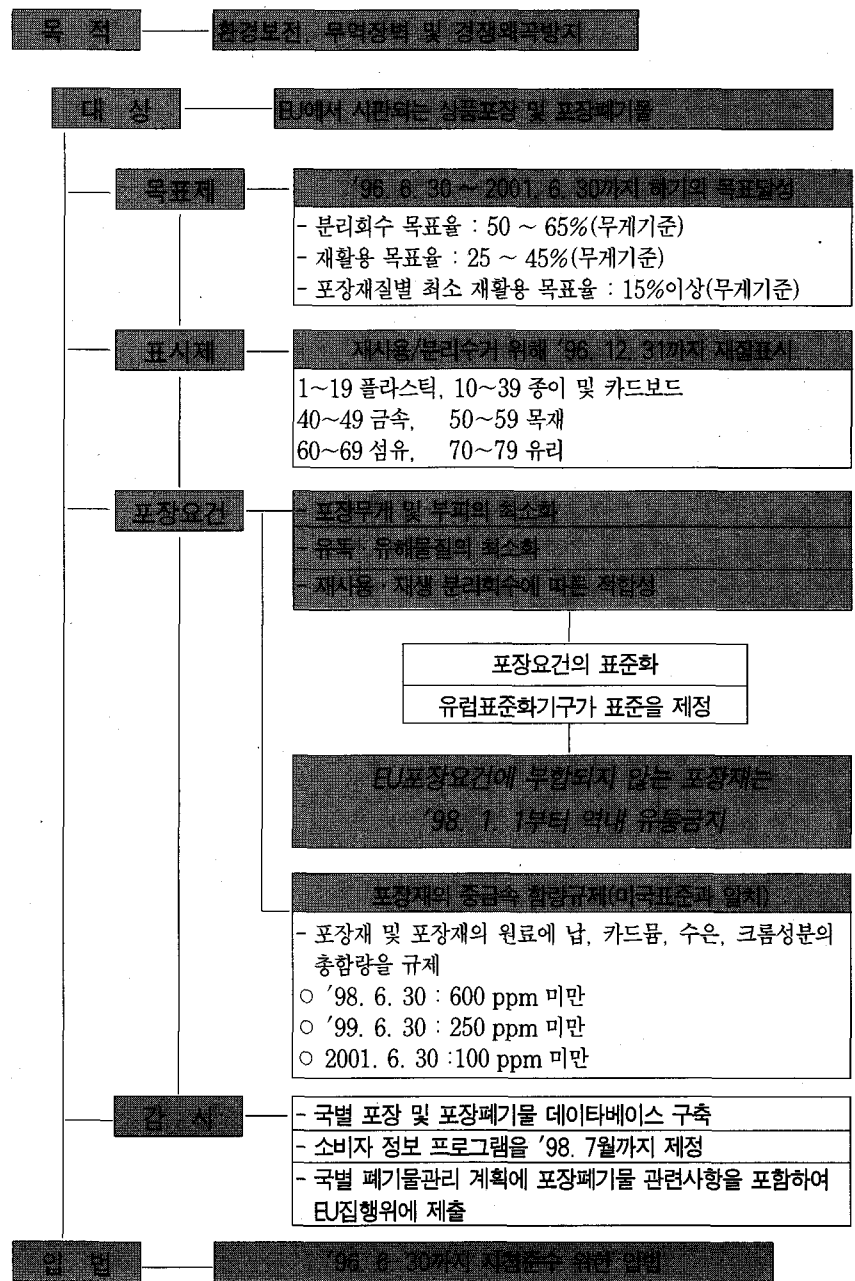 목 적
환경보전, 무역장벽 및 경쟁왜곡방지
대 상
EU에서 시판되는 상품포장 및 포장폐기물
목표제
'96. 6. 30 ~ 2001. 6. 30까지 하기의 목표달성
- 분리회수 목표율 : 50 ~ 65%(무게기준)
- 재활용 목표율 : 25 ~ 45%(무게기준)
- 포장재질별 최소 재활용 목표율 : 15%이상(무게기준)
표시제
재사용/분리수거 위해 '96. 12. 31까지 재질표시
1~19 플라스틱, 10~39 종이 및 카드보드
40~49 금속, 50~59 목재
60~69 섬유, 70~79 유리
포장요건
- 포장무게 및 부피의 최소화
- 유독·유해물질의 최소화
- 재사용·재생 분리회수에 따른 적합성
포장요건의 표준화
유럽표준화기구가 표준을 제정
EU포장요건에 부합되지 않는 포장재는
'98. 1. 1부터 역내 유통금지
포장재의 중금속 함량규제(미국표준과 일치)
- 포장재 및 포장재의 원료에 납, 카드뮴, 수은, 크롬성분의
총함량을 규제
○ '98. 6. 30 : 600 ppm 미만
○ '99. 6. 30 : 250 ppm 미만
○ 2001. 6. 30 :100 ppm 미만
감 시
- 국별 포장 및 포장폐기물 데이타베이스 구축
- 소비자 정보 프로그램을 '98. 7월까지 제정
- 국별 폐기물관리 계획에 포장폐기물 관련사항을 포함하여
EU집행위에 제출
입 법
'96. 6. 30까지 지침준수 위한 입법